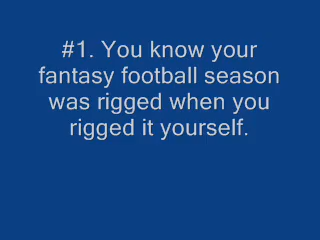 #1. You know your
fantasy football season
was rigged when you
rigged it yourself.